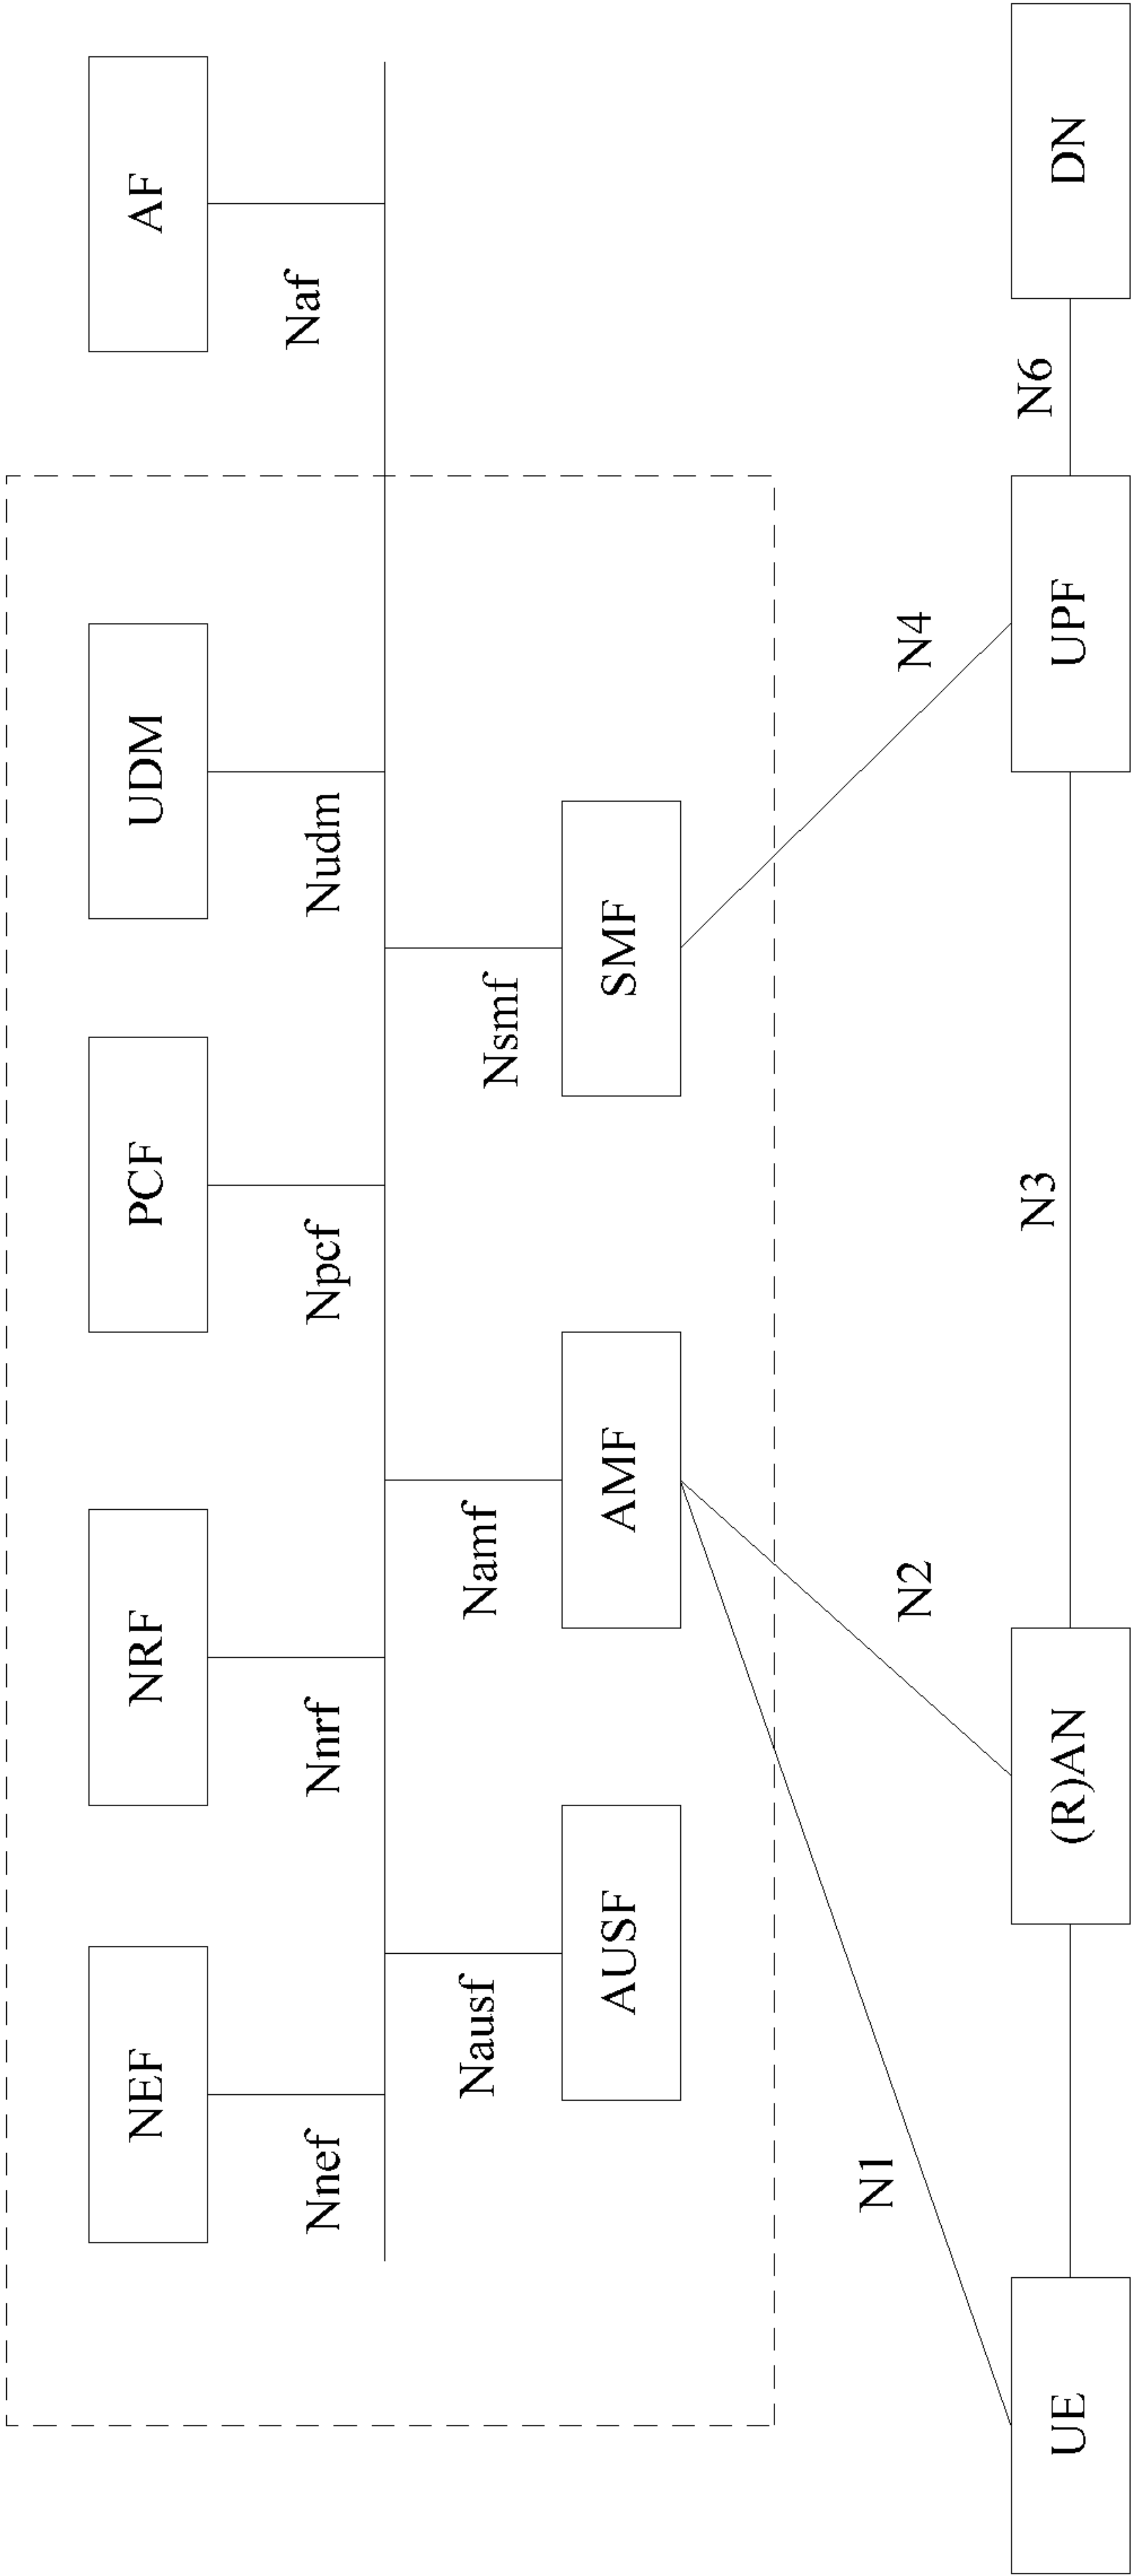 NEF
NRF
PCF
UDM
AF
Nnef
Nnrf
Npcf
Nudm
Naf
Nausf
Namf
Nsmf
AUSF
AMF
SMF
N1
N2
N4
UE
(R)AN
N3
UPF
N6
DN